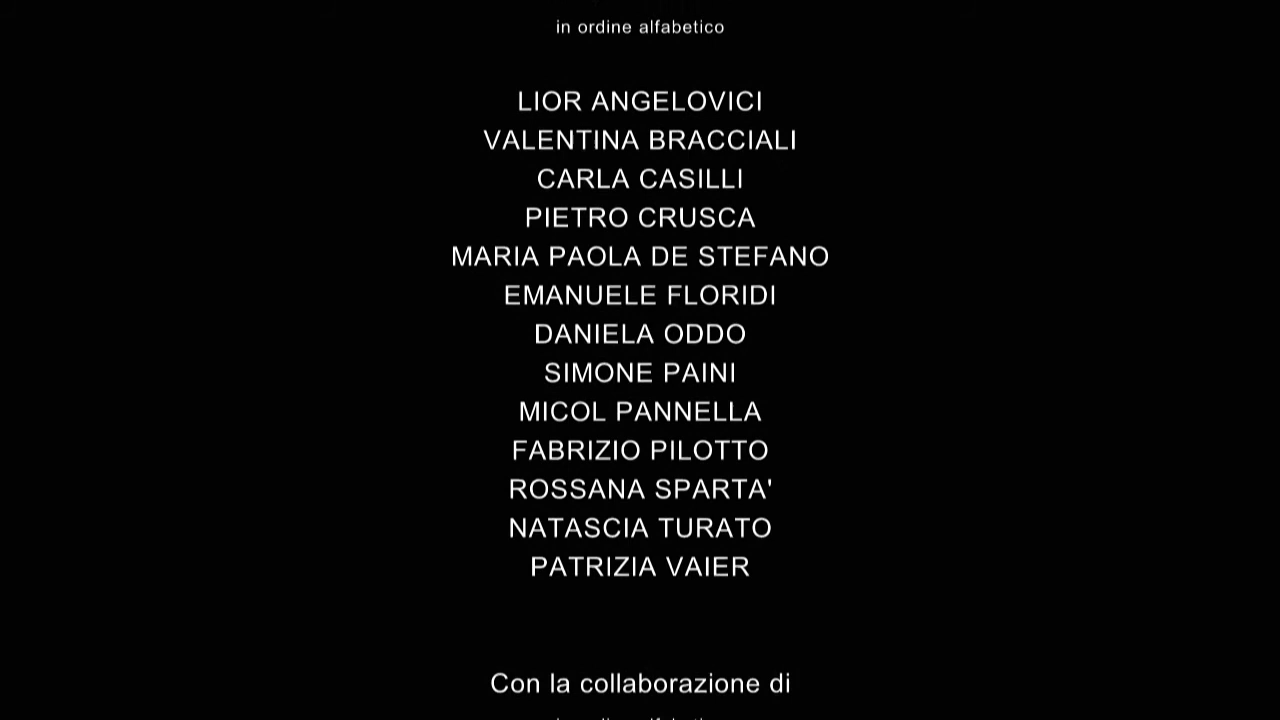 in ordine alfabetico
LIOR ANGELOVICI
VALENTINA BRACCIALI
CARLA CASILLI
PIETRO CRUSCA
MARIA PAOLA DE STEFANO
EMANUELE FLORIDI
DANIELA ODDO
SIMONE PAINI
MICOL PANNELLA
FABRIZIO PILOTTO
ROSSANA SPARTA'
NATASCIA TURATO
PATRIZIA VAIER
Con la collaborazione di